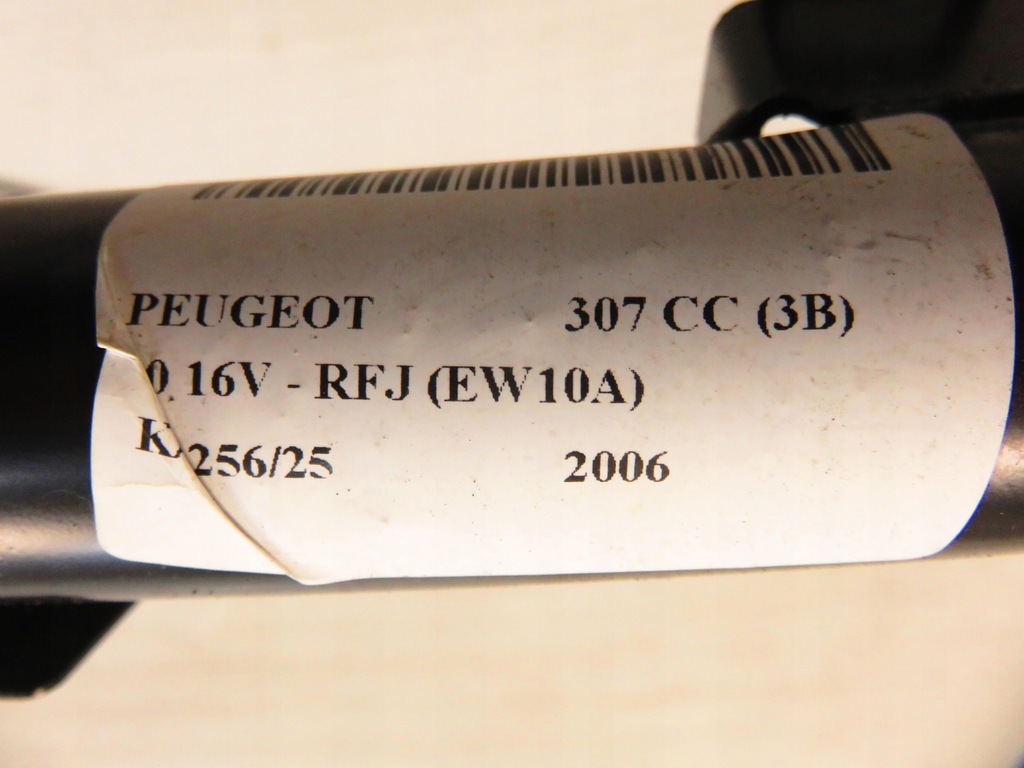 PEUGEOT 307 CC (3B)
0 16V - RFJ (EW10A)
256/25 2006